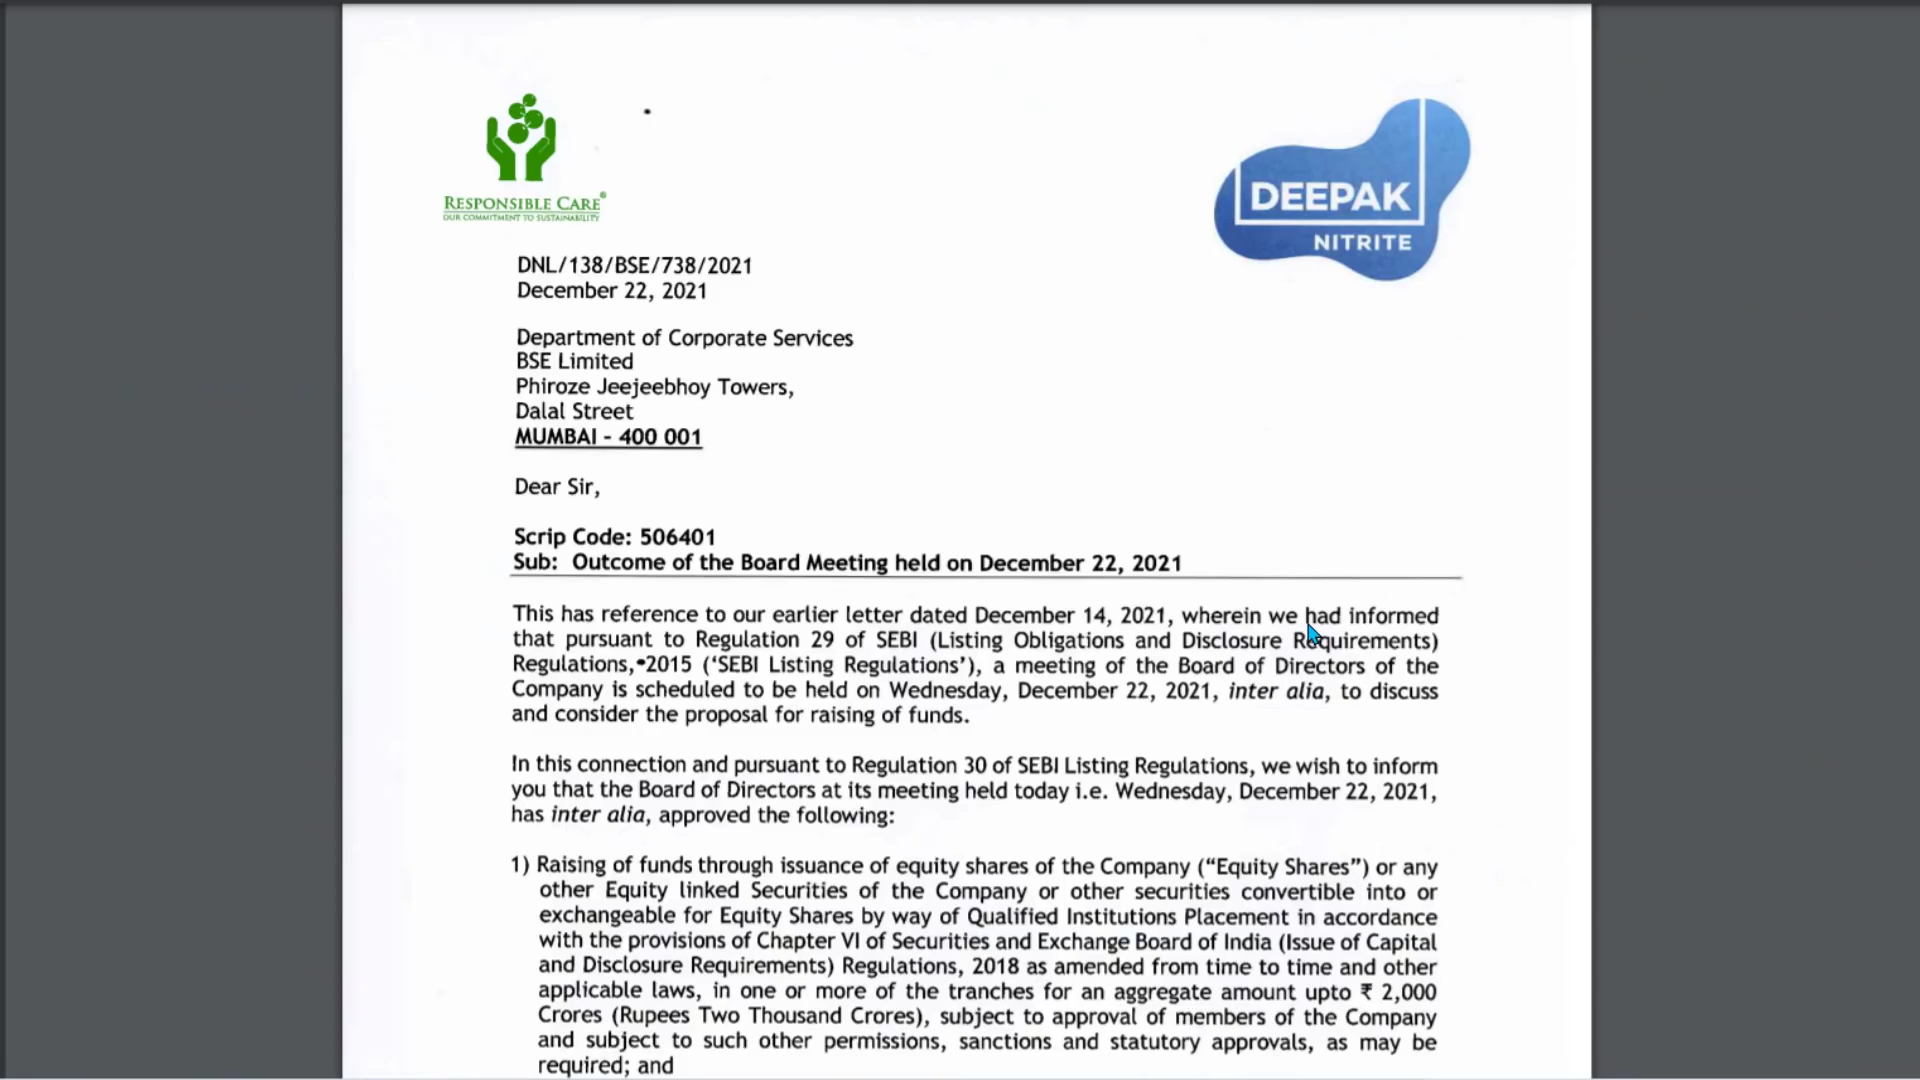 RESPONSIBLE CARE®
OUR COMMITMENT TO SUSTAINABILITY
DEEPAK
NITRITE
DNL/138/BSE/738/2021
December 22, 2021
Department of Corporate Services
BSE Limited
Phiroze Jeejeebhoy Towers,
Dalal Street
MUMBAI - 400 001
Dear Sir,
Scrip Code: 506401
Sub: Outcome of the Board Meeting held on December 22, 2021
This has reference to our earlier letter dated December 14, 2021, wherein we had informed
that pursuant to Regulation 29 of SEBI (Listing Obligations and Disclosure Requirements)
Regulations, 2015 (‘SEBI Listing Regulations’), a meeting of the Board of Directors of the
Company is scheduled to be held on Wednesday, December 22, 2021, inter alia, to discuss
and consider the proposal for raising of funds.
In this connection and pursuant to Regulation 30 of SEBI Listing Regulations, we wish to inform
you that the Board of Directors at its meeting held today i.e. Wednesday, December 22, 2021,
has inter alia, approved the following:
1) Raising of funds through issuance of equity shares of the Company (“Equity Shares”) or any
other Equity linked Securities of the Company or other securities convertible into or
exchangeable for Equity Shares by way of Qualified Institutions Placement in accordance
with the provisions of Chapter VI of Securities and Exchange Board of India (Issue of Capital
and Disclosure Requirements) Regulations, 2018 as amended from time to time and other
applicable laws, in one or more of the tranches for an aggregate amount upto ₹ 2,000
Crores (Rupees Two Thousand Crores), subject to approval of members of the Company
and subject to such other permissions, sanctions and statutory approvals, as may be
required; and